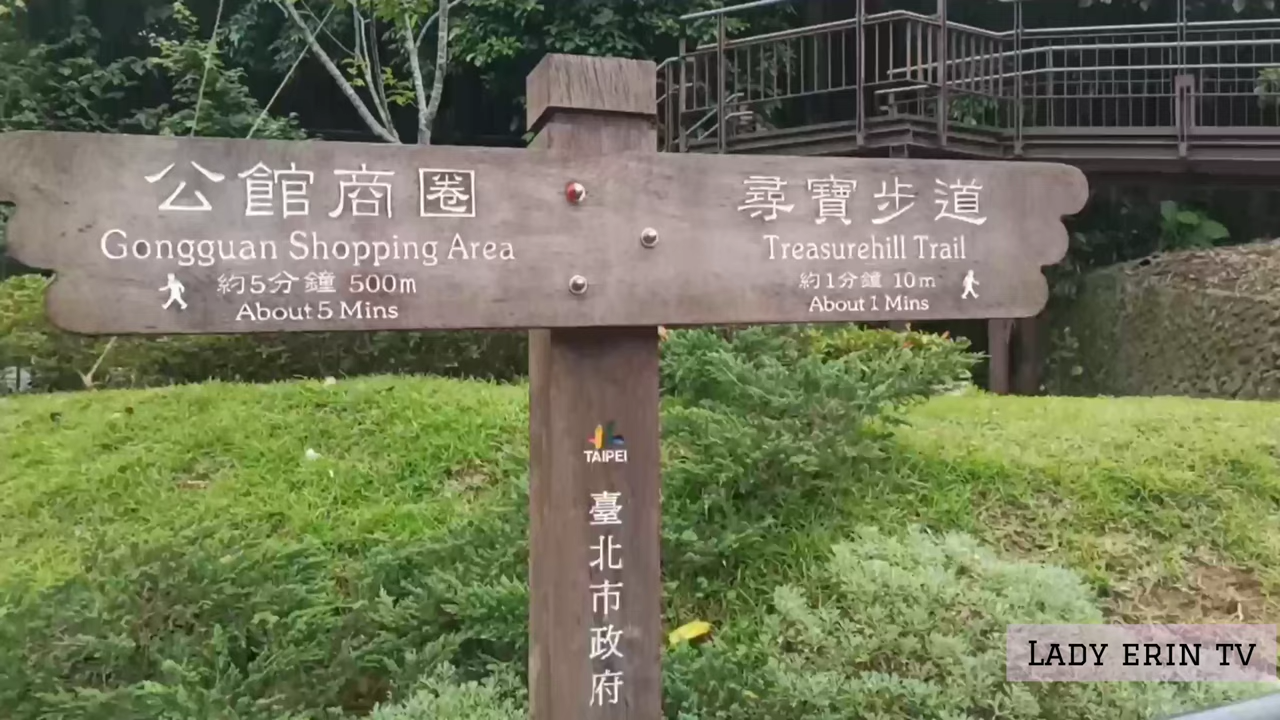 公館商圈
Gongguan Shopping Area
約5分鐘 500m
About 5 Mins
尋寶步道
Treasurehill Trail
約1分鐘 10m
About 1 Mins
TAIPEI
臺北市政府
LADY ERIN TV